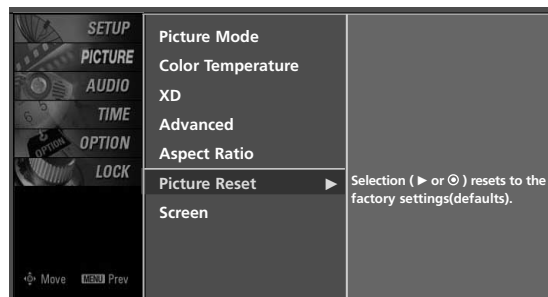 SETUP
PICTURE
AUDIO
TIME
OPTION
LOCK
Move MENU Prev
Picture Mode
Color Temperature
XD
Advanced
Aspect Ratio
Picture Reset ►
Screen
Selection ( ► or ⊙ ) resets to the
factory settings(defaults).